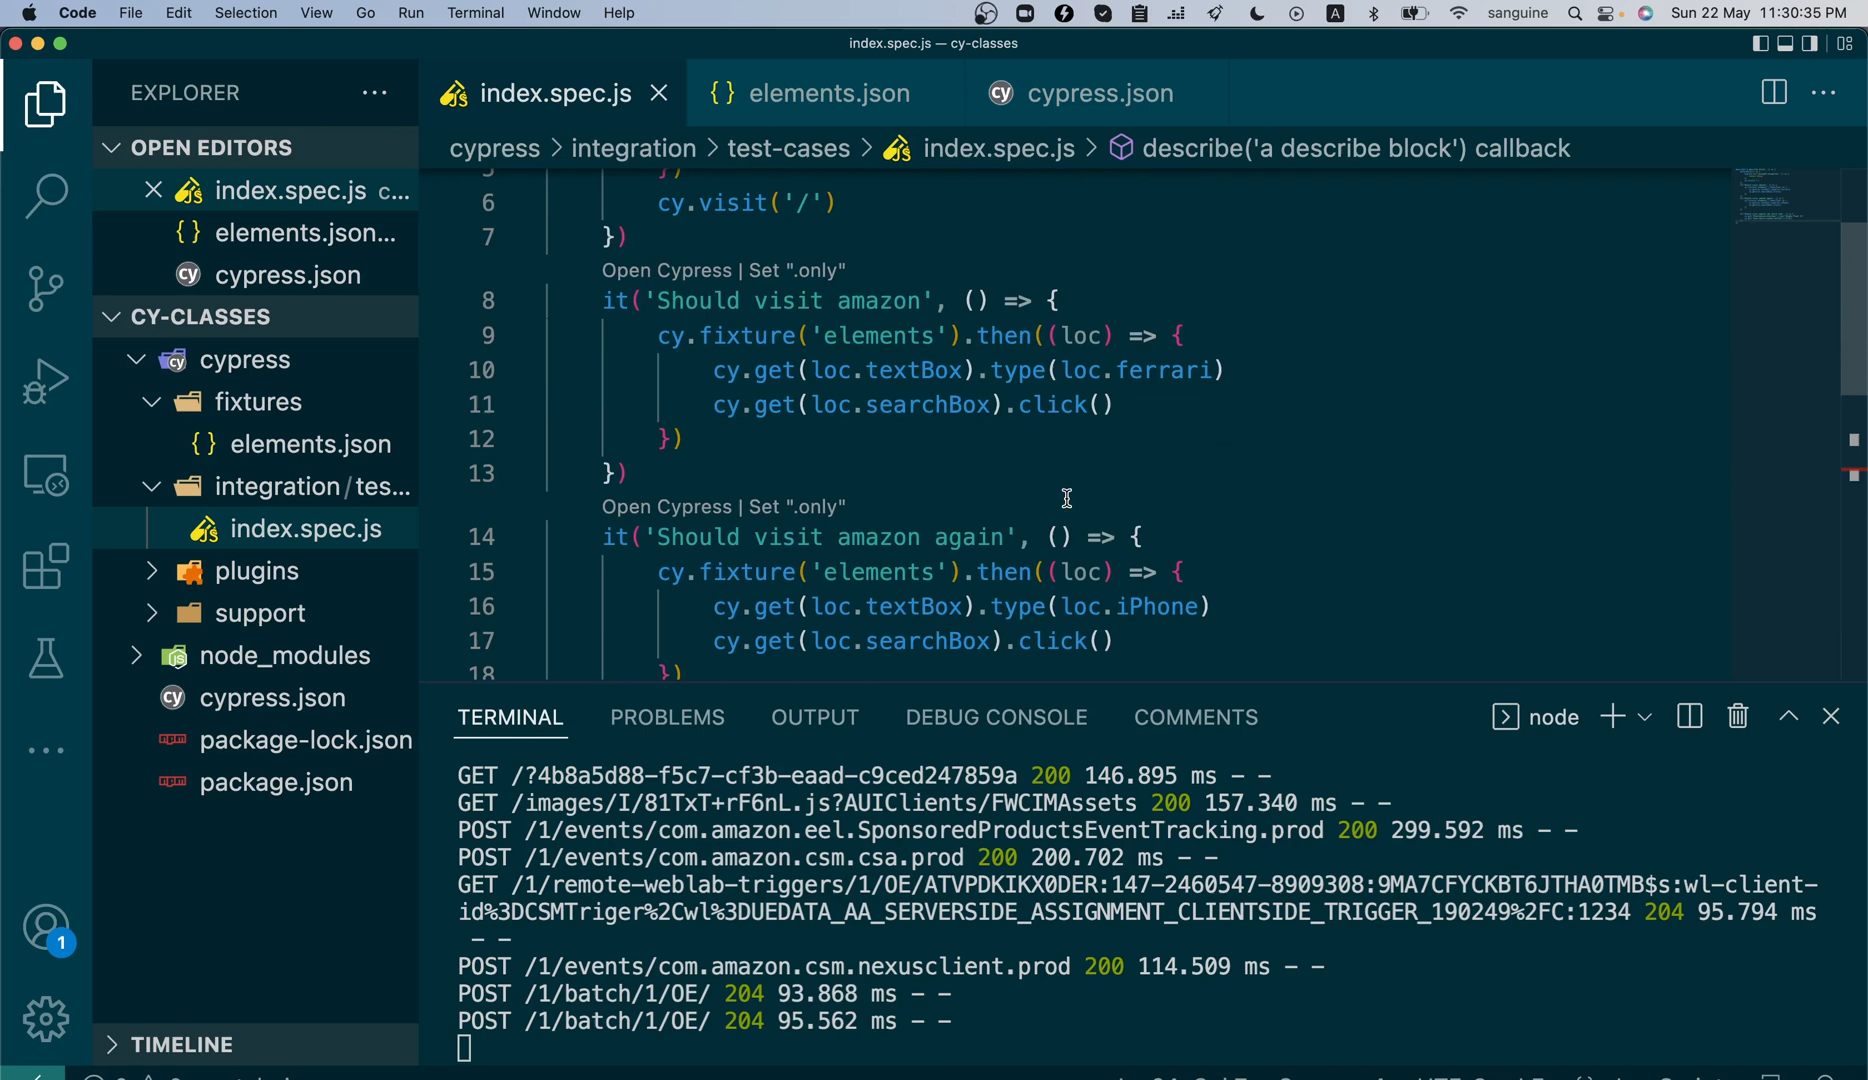 Code File Edit Selection View Go Run Terminal Window Help
A
sanguine
Sun 22 May 11:30:35 PM
index.spec.js — cy-classes
EXPLORER
OPEN EDITORS
index.spec.js c...
elements.json...
cypress.json
CY-CLASSES
cypress
fixtures
elements.json
integration/tes...
index.spec.js
plugins
support
node_modules
cypress.json
package-lock.json
package.json
TIMELINE
1
index.spec.js
elements.json
cypress.json
cypress > integration > test-cases > index.spec.js > describe('a describe block') callback
5 })
6 cy.visit('/')
7 })
Open Cypress | Set ".only"
8 it('Should visit amazon', () => {
9 cy.fixture('elements').then((loc) => {
10 cy.get(loc.textBox).type(loc.ferrari)
11 cy.get(loc.searchBox).click()
12 })
13 })
Open Cypress | Set ".only"
14 it('Should visit amazon again', () => {
15 cy.fixture('elements').then((loc) => {
16 cy.get(loc.textBox).type(loc.iPhone)
17 cy.get(loc.searchBox).click()
18 })
TERMINAL PROBLEMS OUTPUT DEBUG CONSOLE COMMENTS
node
GET /?4b8a5d88-f5c7-cf3b-eaad-c9ced247859a 200 146.895 ms - -
GET /images/I/81TxT+rF6nL.js?AUIClients/FWCIMAssets 200 157.340 ms - -
POST /1/events/com.amazon.eel.SponsoredProductsEventTracking.prod 200 299.592 ms - -
POST /1/events/com.amazon.csm.csa.prod 200 200.702 ms - -
GET /1/remote-weblab-triggers/1/OE/ATVPDKIKX0DER:147-2460547-8909308:9MA7CFYCKBT6JTHA0TMB$s:wl-client-
id%3DCSMTriger%2Cwl%3DUEDATA_AA_SERVERSIDE_ASSIGNMENT_CLIENTSIDE_TRIGGER_190249%2FC:1234 204 95.794 ms
- -
POST /1/events/com.amazon.csm.nexusclient.prod 200 114.509 ms - -
POST /1/batch/1/OE/ 204 93.868 ms - -
POST /1/batch/1/OE/ 204 95.562 ms - -